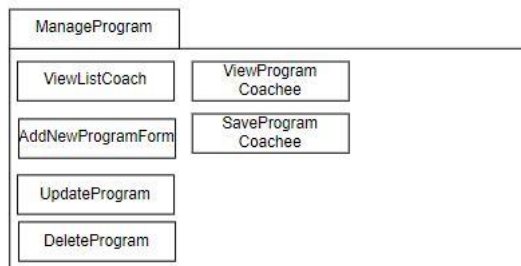 ManageProgram
ViewListCoach
ViewProgram
Coachee
AddNewProgramForm
SaveProgram
Coachee
UpdateProgram
DeleteProgram